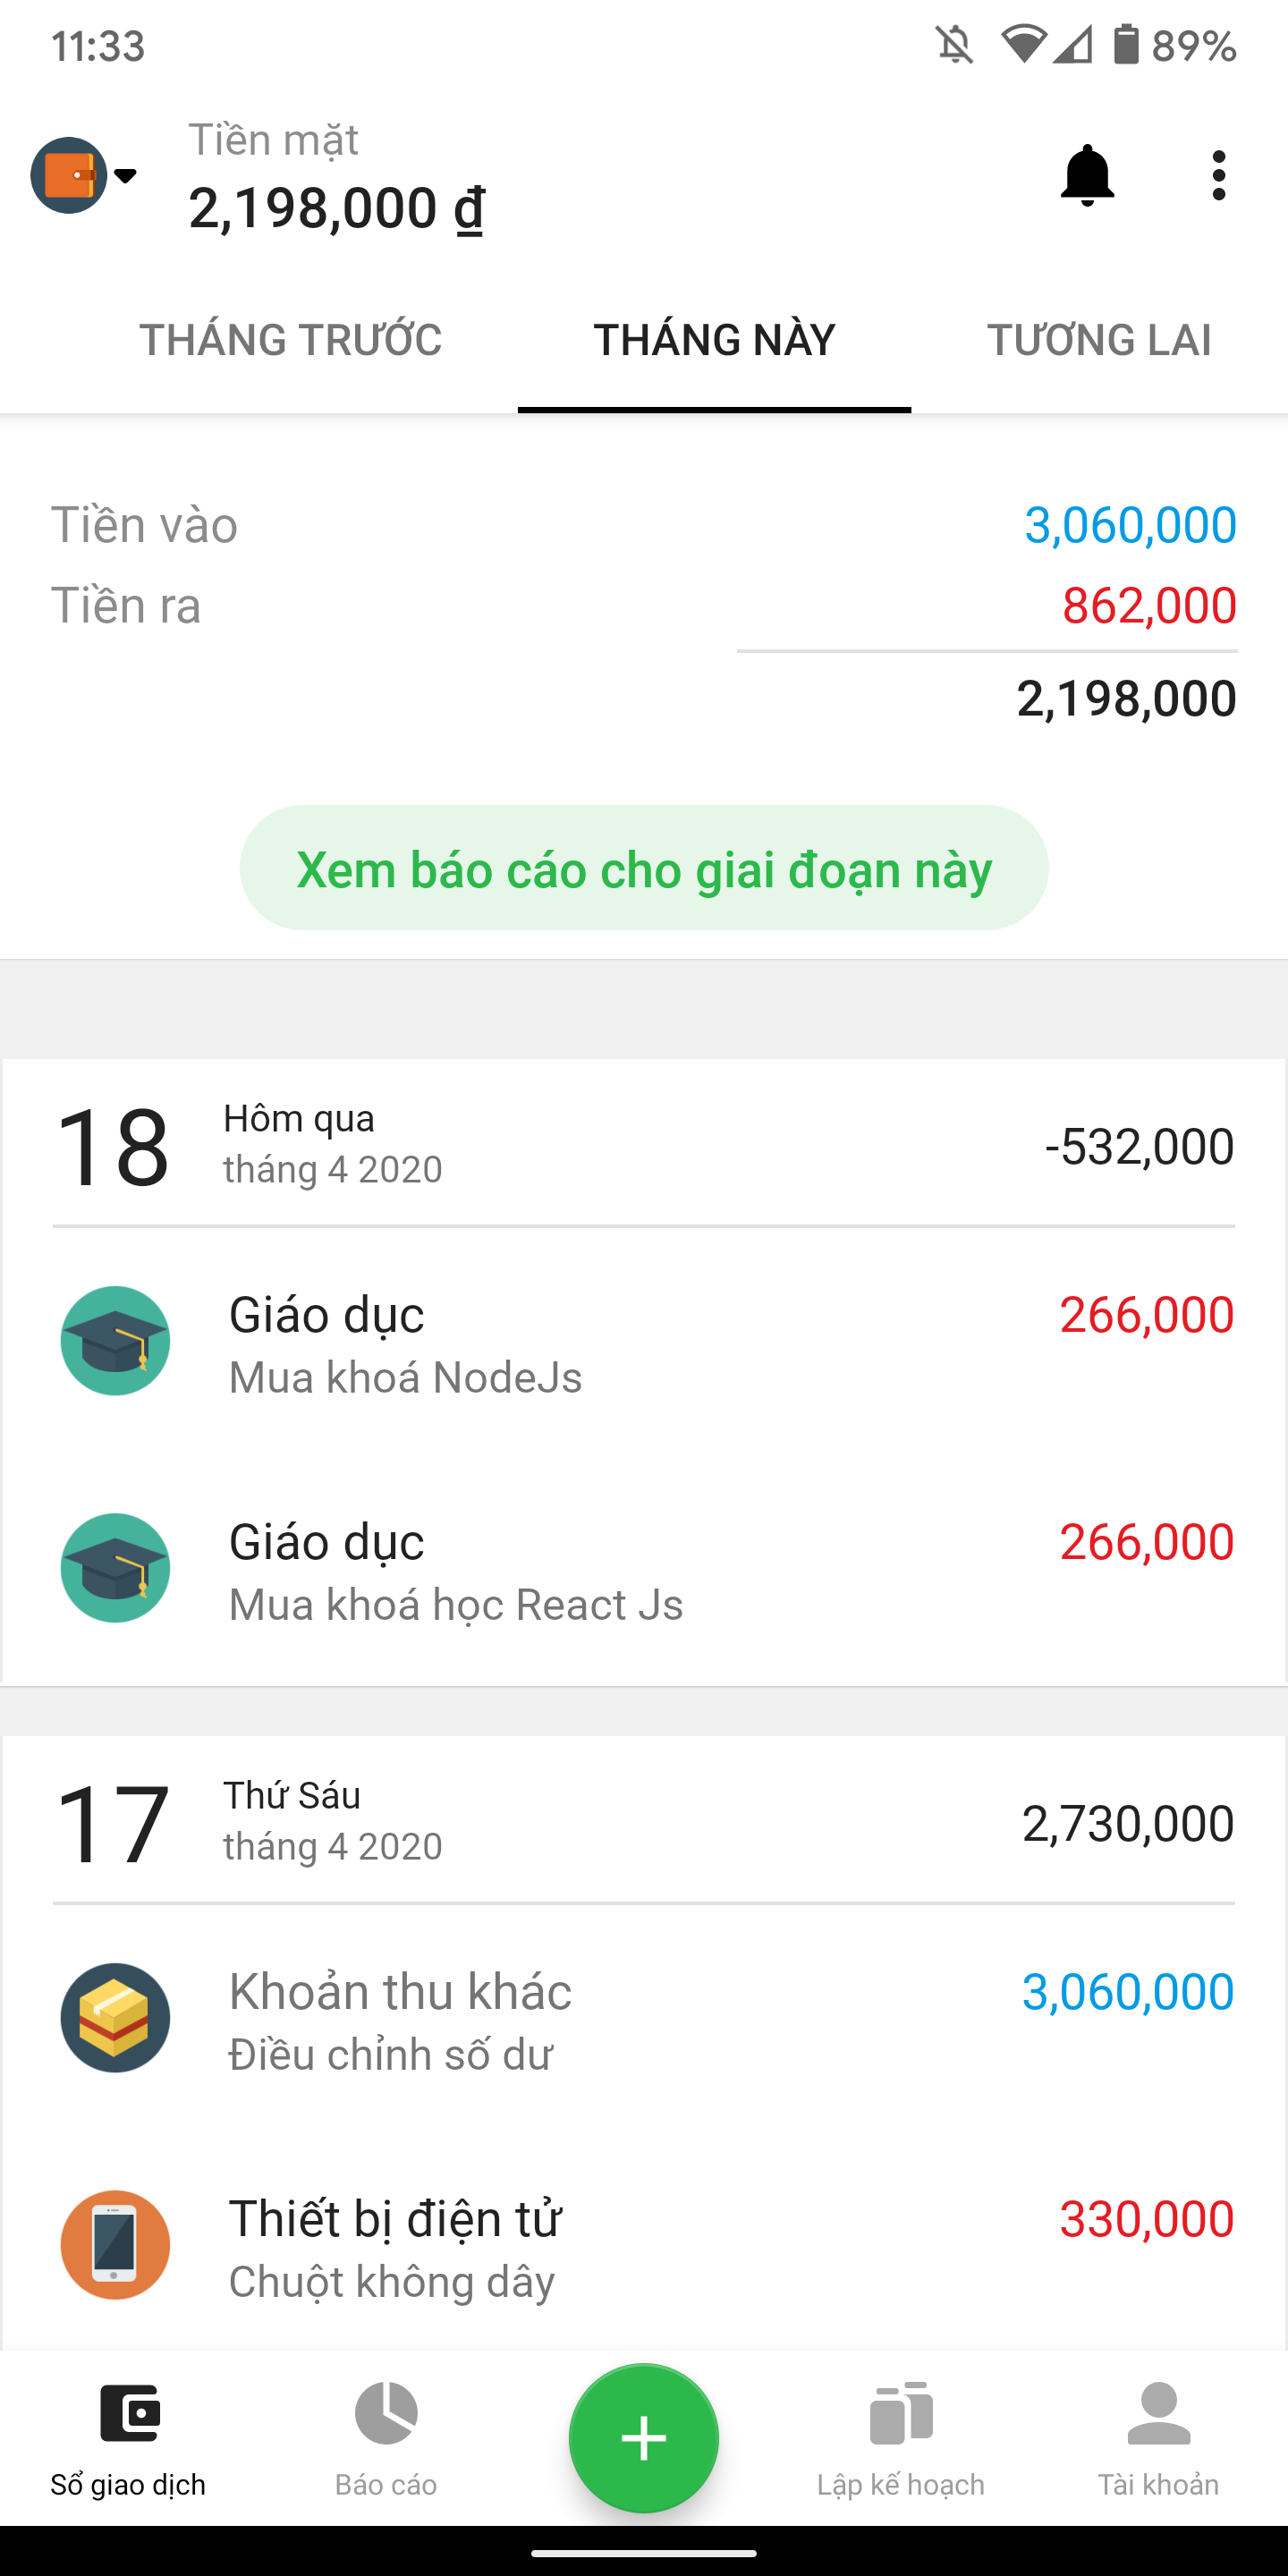 11:33
89%
Tiền mặt
2,198,000 ₫
THÁNG TRƯỚC THÁNG NÀY TƯƠNG LAI
Tiền vào 3,060,000
Tiền ra 862,000
2,198,000
Xem báo cáo cho giai đoạn này
18 Hôm qua
tháng 4 2020
-532,000
Giáo dục 266,000
Mua khoá NodeJs
Giáo dục 266,000
Mua khoá học React Js
17 Thứ Sáu
tháng 4 2020
2,730,000
Khoản thu khác 3,060,000
Điều chỉnh số dư
Thiết bị điện tử 330,000
Chuột không dây
Sổ giao dịch Báo cáo Lập kế hoạch Tài khoản